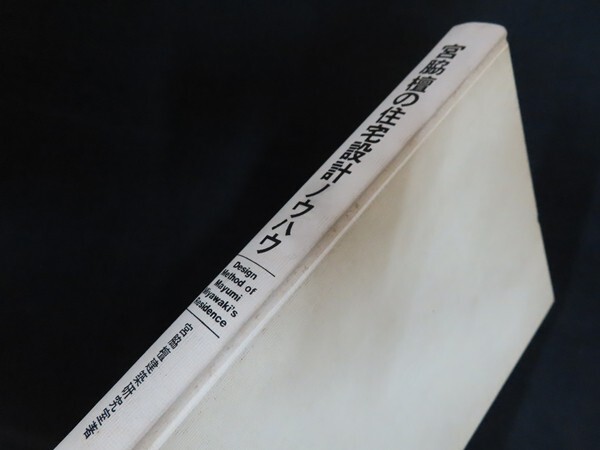 宮脇檀の住宅設計ノウハウ
Design
Method of
Mayumi
Miyawaki's
Residence
宮脇檀建築研究室著